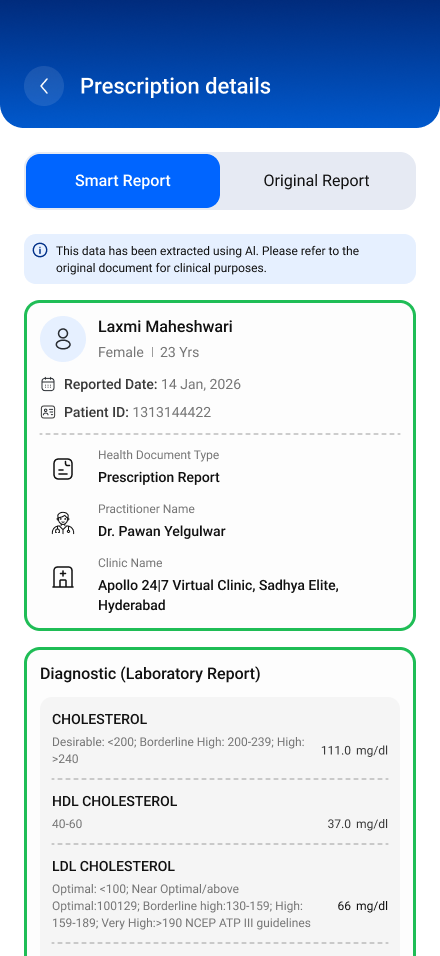 Prescription details
Smart Report
Original Report
This data has been extracted using AI. Please refer to the
original document for clinical purposes.
Laxmi Maheshwari
Female | 23 Yrs
Reported Date: 14 Jan, 2026
Patient ID: 1313144422
Health Document Type
Prescription Report
Practitioner Name
Dr. Pawan Yelgulwar
Clinic Name
Apollo 24|7 Virtual Clinic, Sadhya Elite,
Hyderabad
Diagnostic (Laboratory Report)
CHOLESTEROL
Desirable: <200; Borderline High: 200-239; High:
>240
111.0 mg/dl
HDL CHOLESTEROL
40-60
37.0 mg/dl
LDL CHOLESTEROL
Optimal: <100; Near Optimal/above
Optimal:100129; Borderline high:130-159; High:
159-189; Very High:>190 NCEP ATP III guidelines
66 mg/dl